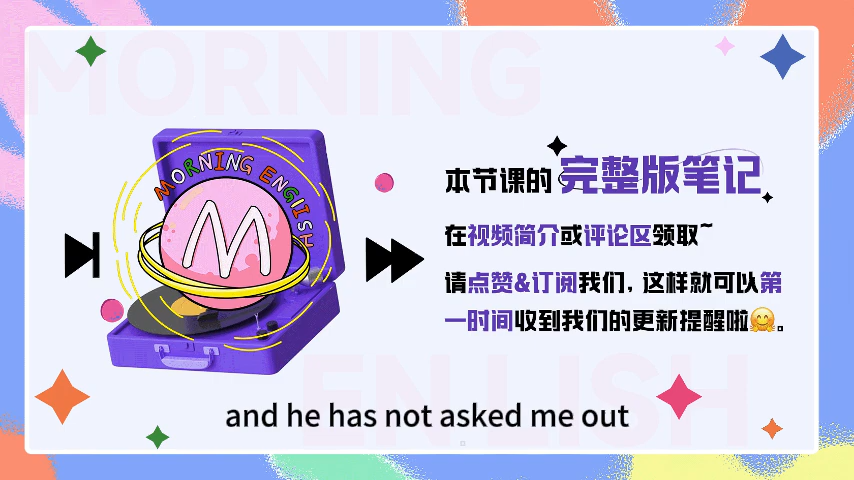 MORNING
MORNING ENGLISH
M
本节课的 完整版笔记
在视频简介或评论区领取~
请点赞&订阅我们，这样就可以第
一时间收到我们的更新提醒啦🤗。
ENGLISH
and he has not asked me out